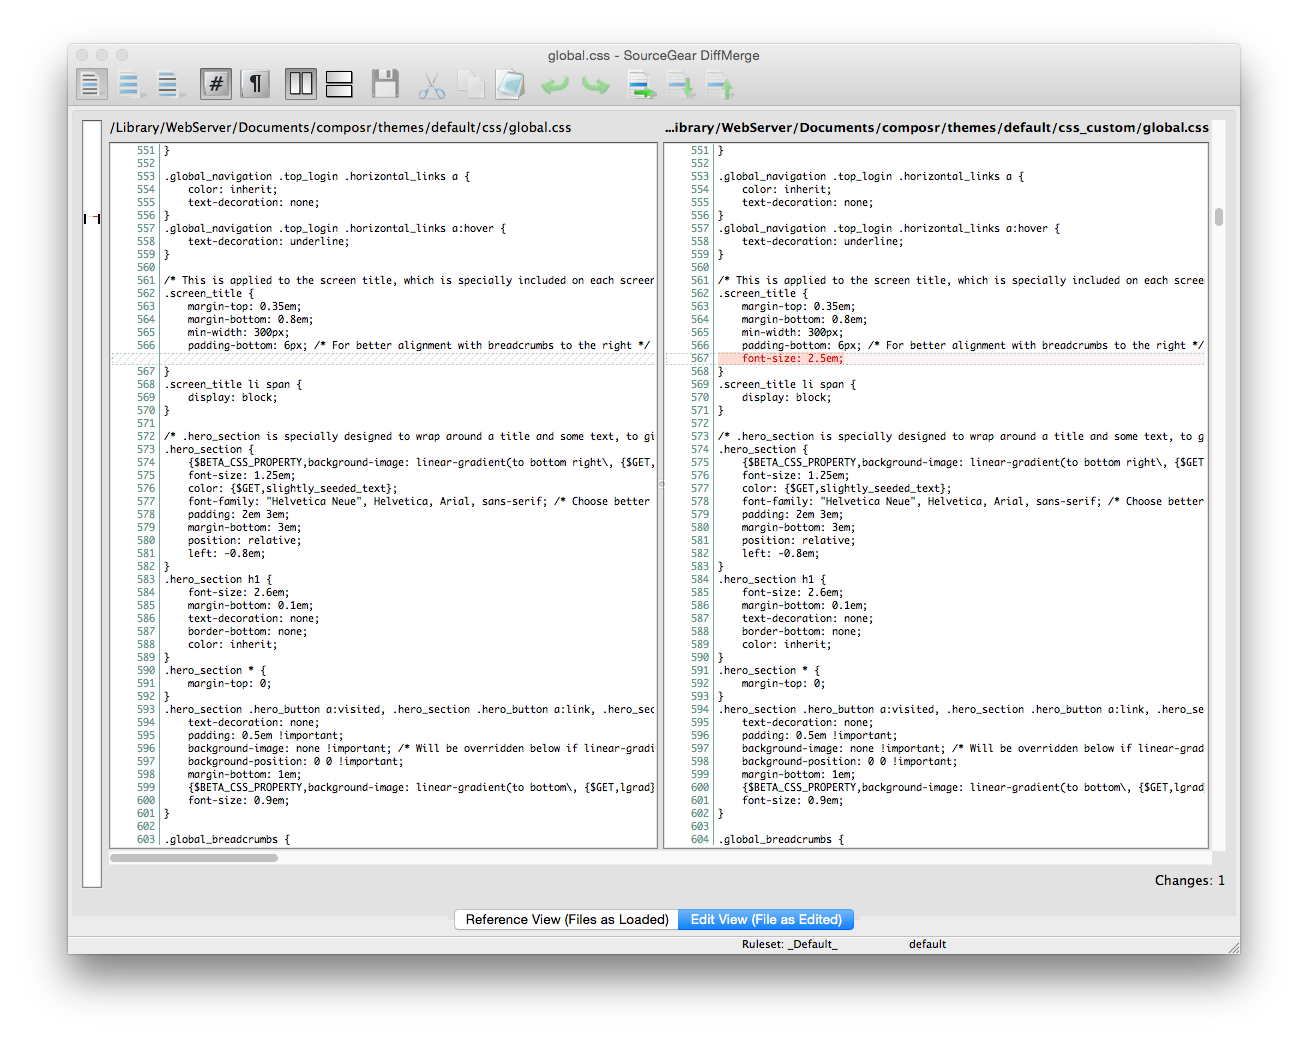 global.css - SourceGear DiffMerge
# ¶
/Library/WebServer/Documents/composr/themes/default/css/global.css
551 }
552
553 .global_navigation .top_login .horizontal_links a {
554 color: inherit;
555 text-decoration: none;
556 }
557 .global_navigation .top_login .horizontal_links a:hover {
558 text-decoration: underline;
559 }
560
561 /* This is applied to the screen title, which is specially included on each screen
562 .screen_title {
563 margin-top: 0.35em;
564 margin-bottom: 0.8em;
565 min-width: 300px;
566 padding-bottom: 6px; /* For better alignment with breadcrumbs to the right */
567 }
568 .screen_title li span {
569 display: block;
570 }
571
572 /* .hero_section is specially designed to wrap around a title and some text, to gi
573 .hero_section {
574 {$BETA_CSS_PROPERTY,background-image: linear-gradient(to bottom right\, {$GET,
575 font-size: 1.25em;
576 color: {$GET,slightly_seeded_text};
577 font-family: "Helvetica Neue", Helvetica, Arial, sans-serif; /* Choose better
578 padding: 2em 3em;
579 margin-bottom: 3em;
580 position: relative;
581 left: -0.8em;
582 }
583 .hero_section h1 {
584 font-size: 2.6em;
585 margin-bottom: 0.1em;
586 text-decoration: none;
587 border-bottom: none;
588 color: inherit;
589 }
590 .hero_section * {
591 margin-top: 0;
592 }
593 .hero_section .hero_button a:visited, .hero_section .hero_button a:link, .hero_sec
594 text-decoration: none;
595 padding: 0.5em !important;
596 background-image: none !important; /* Will be overridden below if linear-gradi
597 background-position: 0 0 !important;
598 margin-bottom: 1em;
599 {$BETA_CSS_PROPERTY,background-image: linear-gradient(to bottom\, {$GET,lgrad}
600 font-size: 0.9em;
601 }
602
603 .global_breadcrumbs {
...ibrary/WebServer/Documents/composr/themes/default/css_custom/global.css
551 }
552
553 .global_navigation .top_login .horizontal_links a {
554 color: inherit;
555 text-decoration: none;
556 }
557 .global_navigation .top_login .horizontal_links a:hover {
558 text-decoration: underline;
559 }
560
561 /* This is applied to the screen title, which is specially included on each scree
562 .screen_title {
563 margin-top: 0.35em;
564 margin-bottom: 0.8em;
565 min-width: 300px;
566 padding-bottom: 6px; /* For better alignment with breadcrumbs to the right */
567 font-size: 2.5em;
568 }
569 .screen_title li span {
570 display: block;
571 }
572
573 /* .hero_section is specially designed to wrap around a title and some text, to g
574 .hero_section {
575 {$BETA_CSS_PROPERTY,background-image: linear-gradient(to bottom right\, {$GET
576 font-size: 1.25em;
577 color: {$GET,slightly_seeded_text};
578 font-family: "Helvetica Neue", Helvetica, Arial, sans-serif; /* Choose better
579 padding: 2em 3em;
580 margin-bottom: 3em;
581 position: relative;
582 left: -0.8em;
583 }
584 .hero_section h1 {
585 font-size: 2.6em;
586 margin-bottom: 0.1em;
587 text-decoration: none;
588 border-bottom: none;
589 color: inherit;
590 }
591 .hero_section * {
592 margin-top: 0;
593 }
594 .hero_section .hero_button a:visited, .hero_section .hero_button a:link, .hero_se
595 text-decoration: none;
596 padding: 0.5em !important;
597 background-image: none !important; /* Will be overridden below if linear-grad
598 background-position: 0 0 !important;
599 margin-bottom: 1em;
600 {$BETA_CSS_PROPERTY,background-image: linear-gradient(to bottom\, {$GET,lgrad
601 font-size: 0.9em;
602 }
603
604 .global_breadcrumbs {
Changes: 1
Reference View (Files as Loaded) Edit View (File as Edited)
Ruleset: _Default_ default